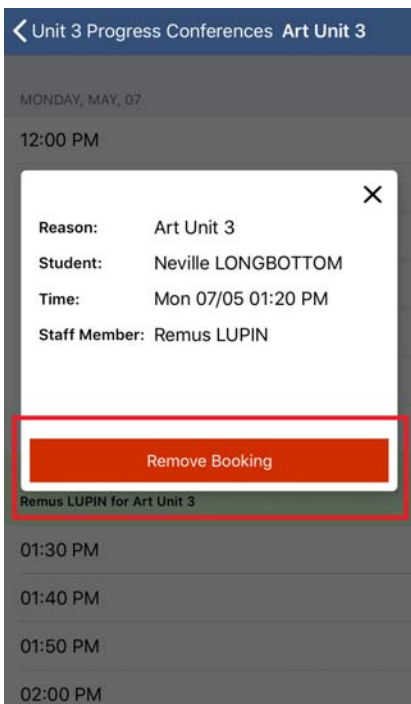 Unit 3 Progress Conferences Art Unit 3
MONDAY, MAY, 07
12:00 PM
Reason: Art Unit 3
Student: Neville LONGBOTTOM
Time: Mon 07/05 01:20 PM
Staff Member: Remus LUPIN
Remove Booking
Remus LUPIN for Art Unit 3
01:30 PM
01:40 PM
01:50 PM
02:00 PM